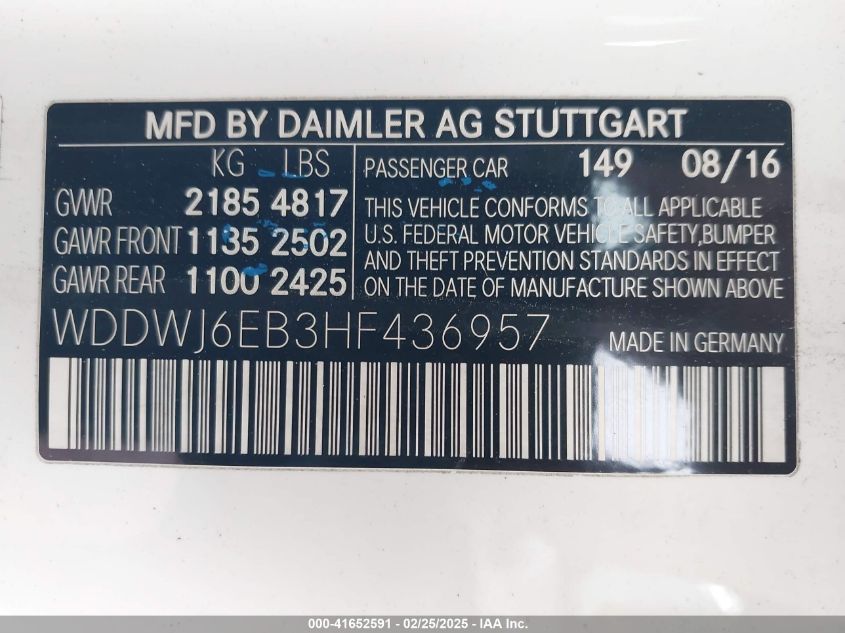 MFD BY DAIMLER AG STUTTGART
KG LBS
GVWR 2185 4817
GAWR FRONT 1135 2502
GAWR REAR 1100 2425
PASSENGER CAR 149 08/16
THIS VEHICLE CONFORMS TO ALL APPLICABLE
U.S. FEDERAL MOTOR VEHICLE SAFETY,BUMPER
AND THEFT PREVENTION STANDARDS IN EFFECT
ON THE DATE OF MANUFACTURE SHOWN ABOVE
WDDWJ6EB3HF436957
MADE IN GERMANY
000-41652591 - 02/25/2025 - IAA Inc.